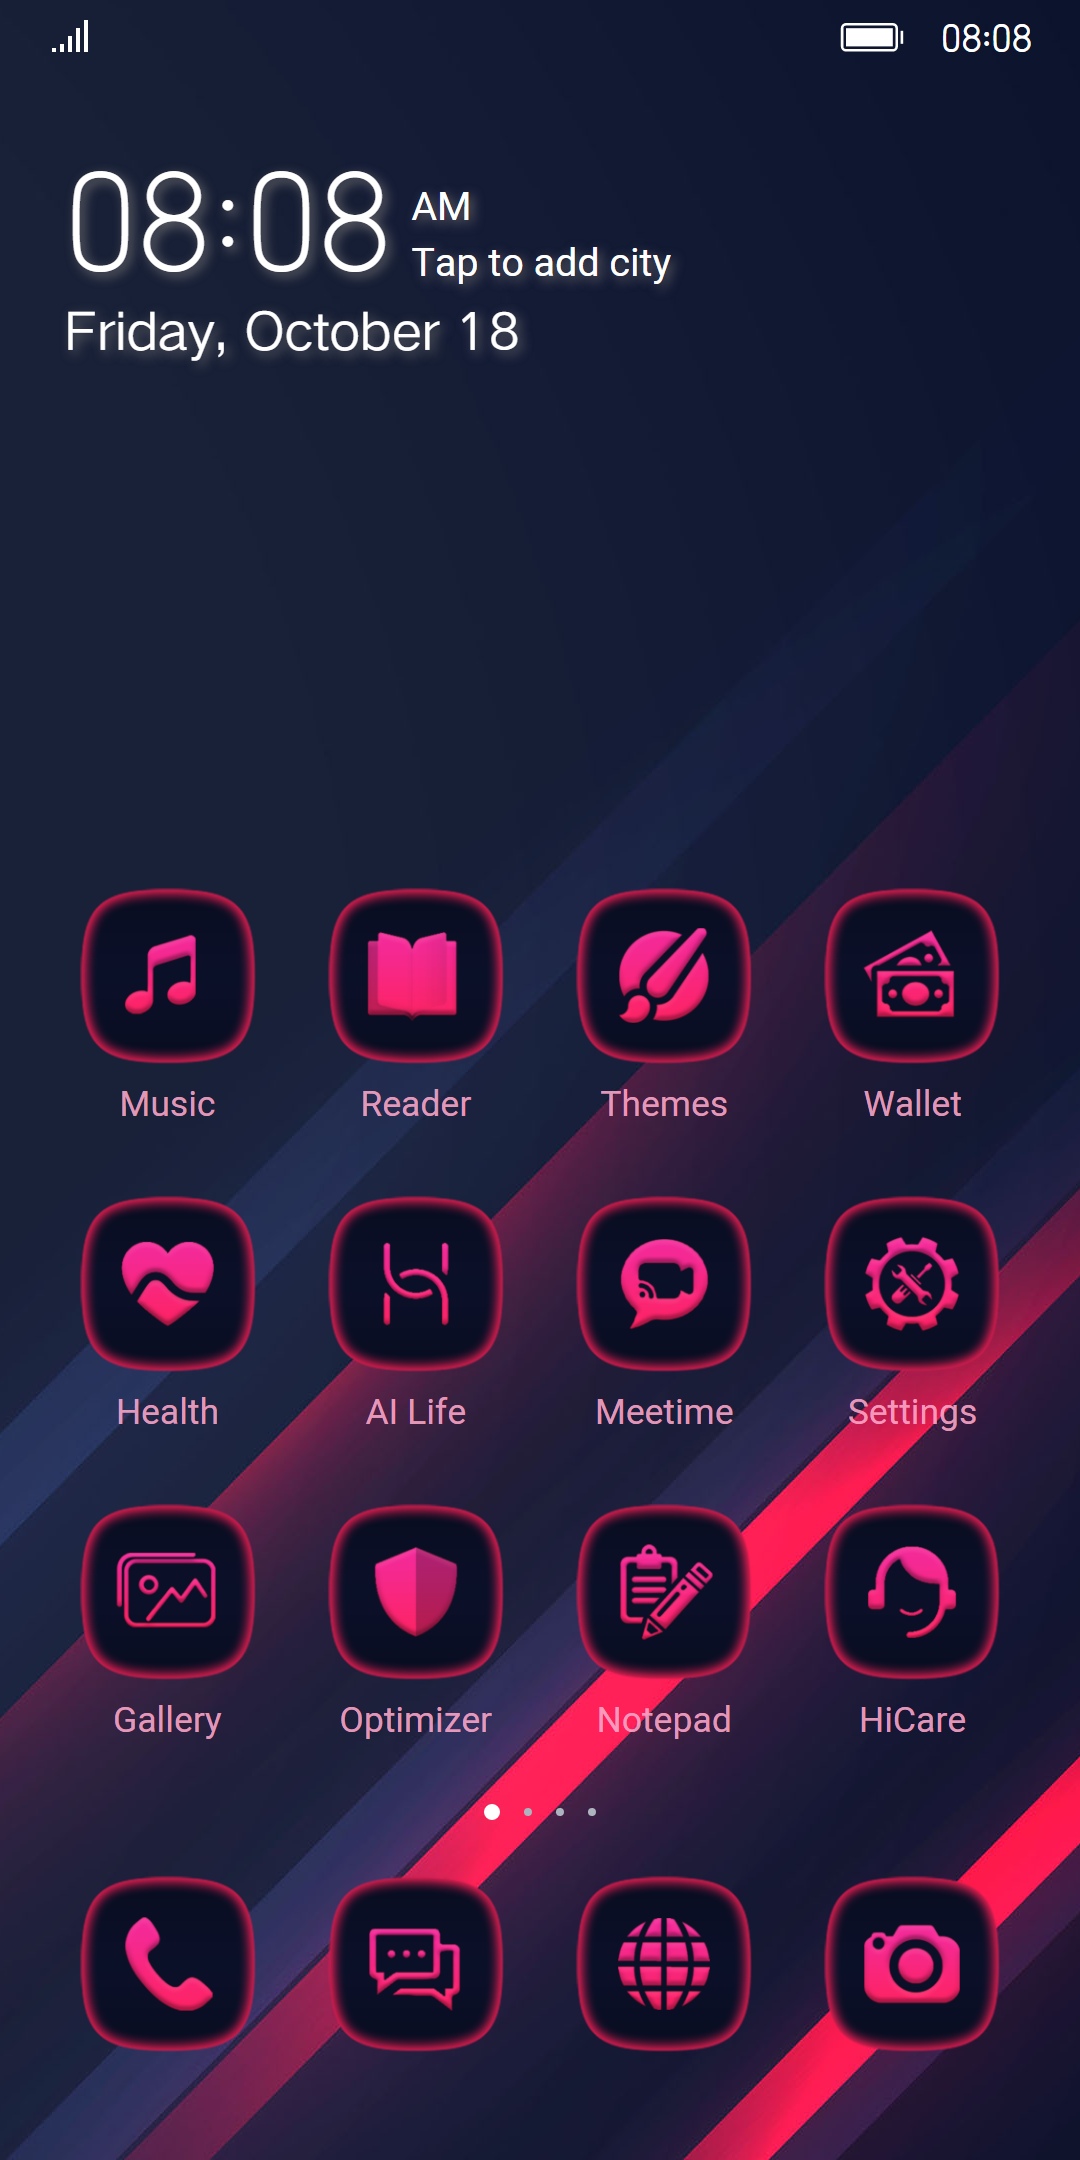 08:08
08:08 AM
Tap to add city
Friday, October 18
Music Reader Themes Wallet
Health AI Life Meetime Settings
Gallery Optimizer Notepad HiCare